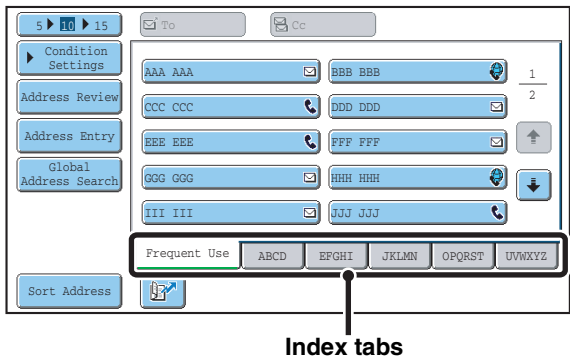 5 10 15
To
Cc
Condition
Settings
Address Review
Address Entry
Global
Address Search
AAA AAA
BBB BBB
CCC CCC
DDD DDD
EEE EEE
FFF FFF
GGG GGG
HHH HHH
III III
JJJ JJJ
1
2
Frequent Use
ABCD
EFGHI
JKLMN
OPQRST
UVWXYZ
Sort Address
Index tabs